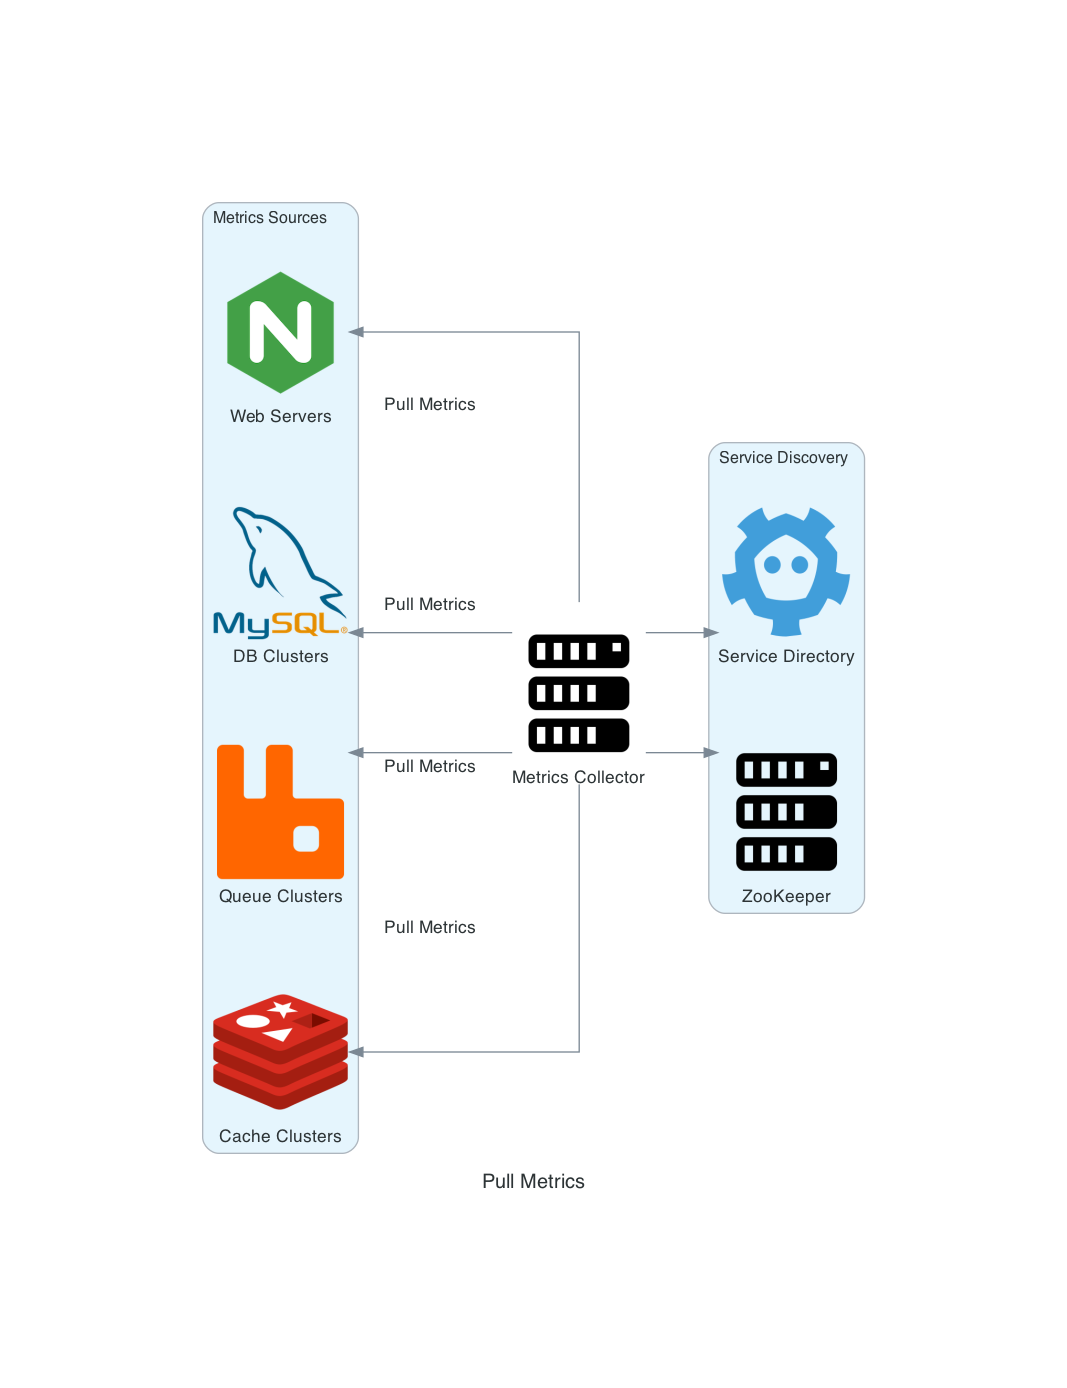 Metrics Sources
Web Servers
Pull Metrics
Service Discovery
MySQL®
DB Clusters
Pull Metrics
Service Directory
Metrics Collector
Pull Metrics
Queue Clusters
ZooKeeper
Pull Metrics
Cache Clusters
Pull Metrics